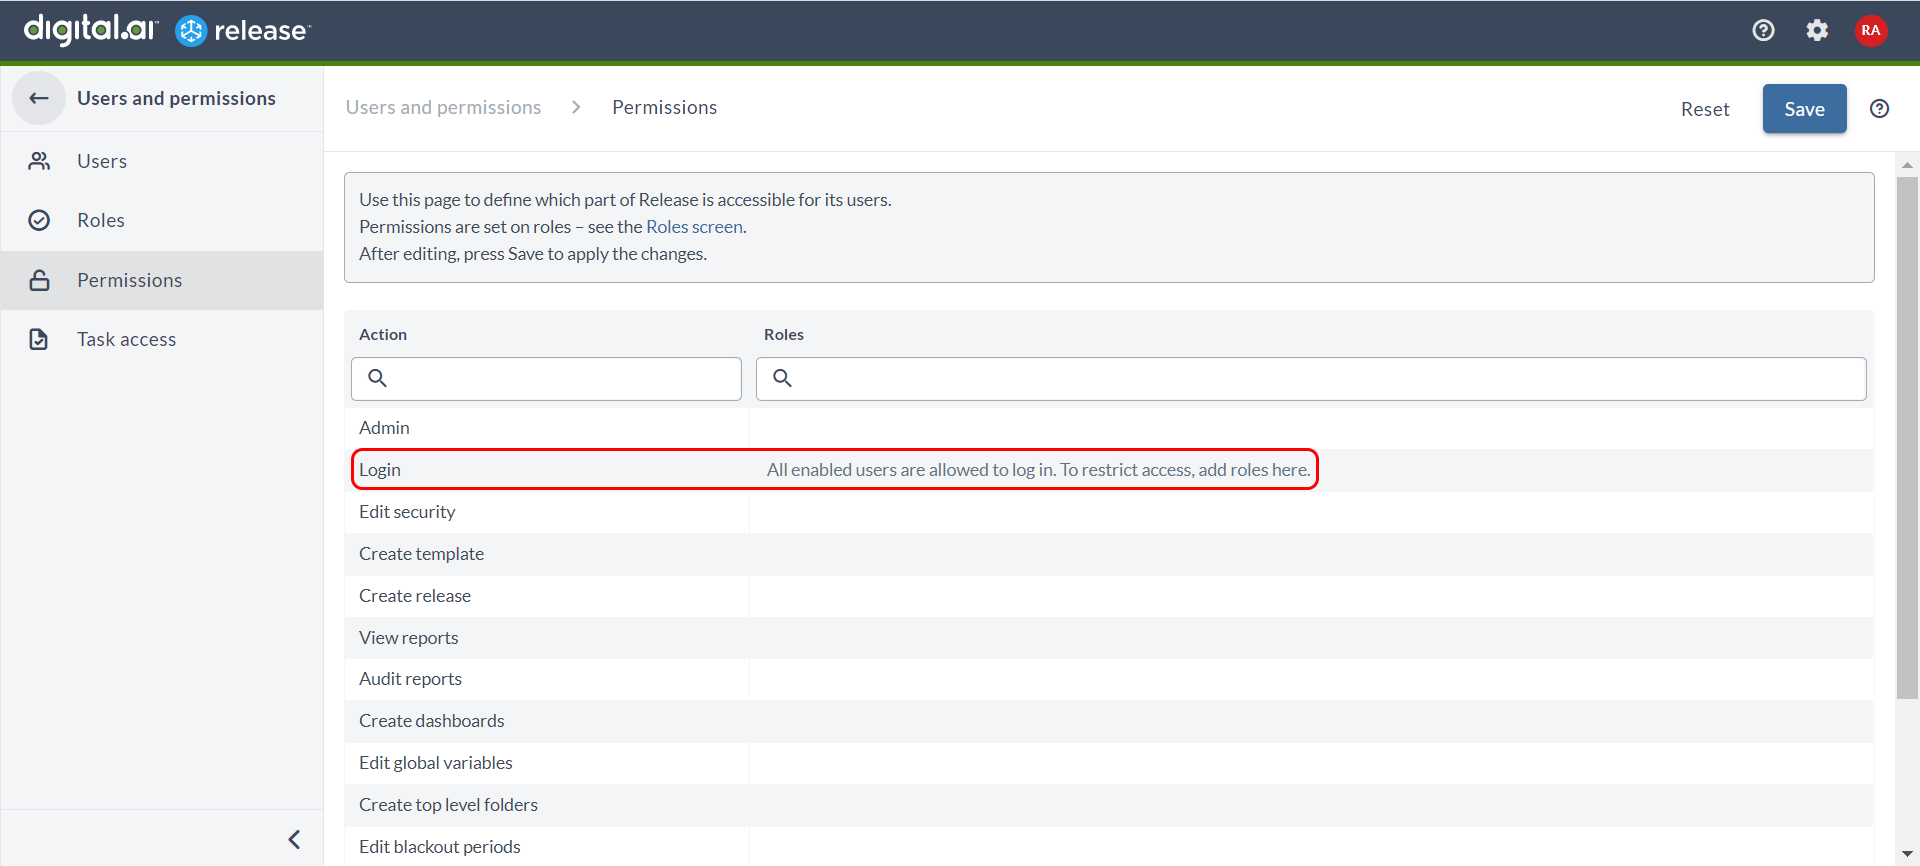 digital.ai™ release™
RA
Users and permissions
Users
Roles
Permissions
Task access
Users and permissions > Permissions
Reset
Save
Use this page to define which part of Release is accessible for its users.
Permissions are set on roles – see the Roles screen.
After editing, press Save to apply the changes.
Action Roles
Admin
Login All enabled users are allowed to log in. To restrict access, add roles here.
Edit security
Create template
Create release
View reports
Audit reports
Create dashboards
Edit global variables
Create top level folders
Edit blackout periods